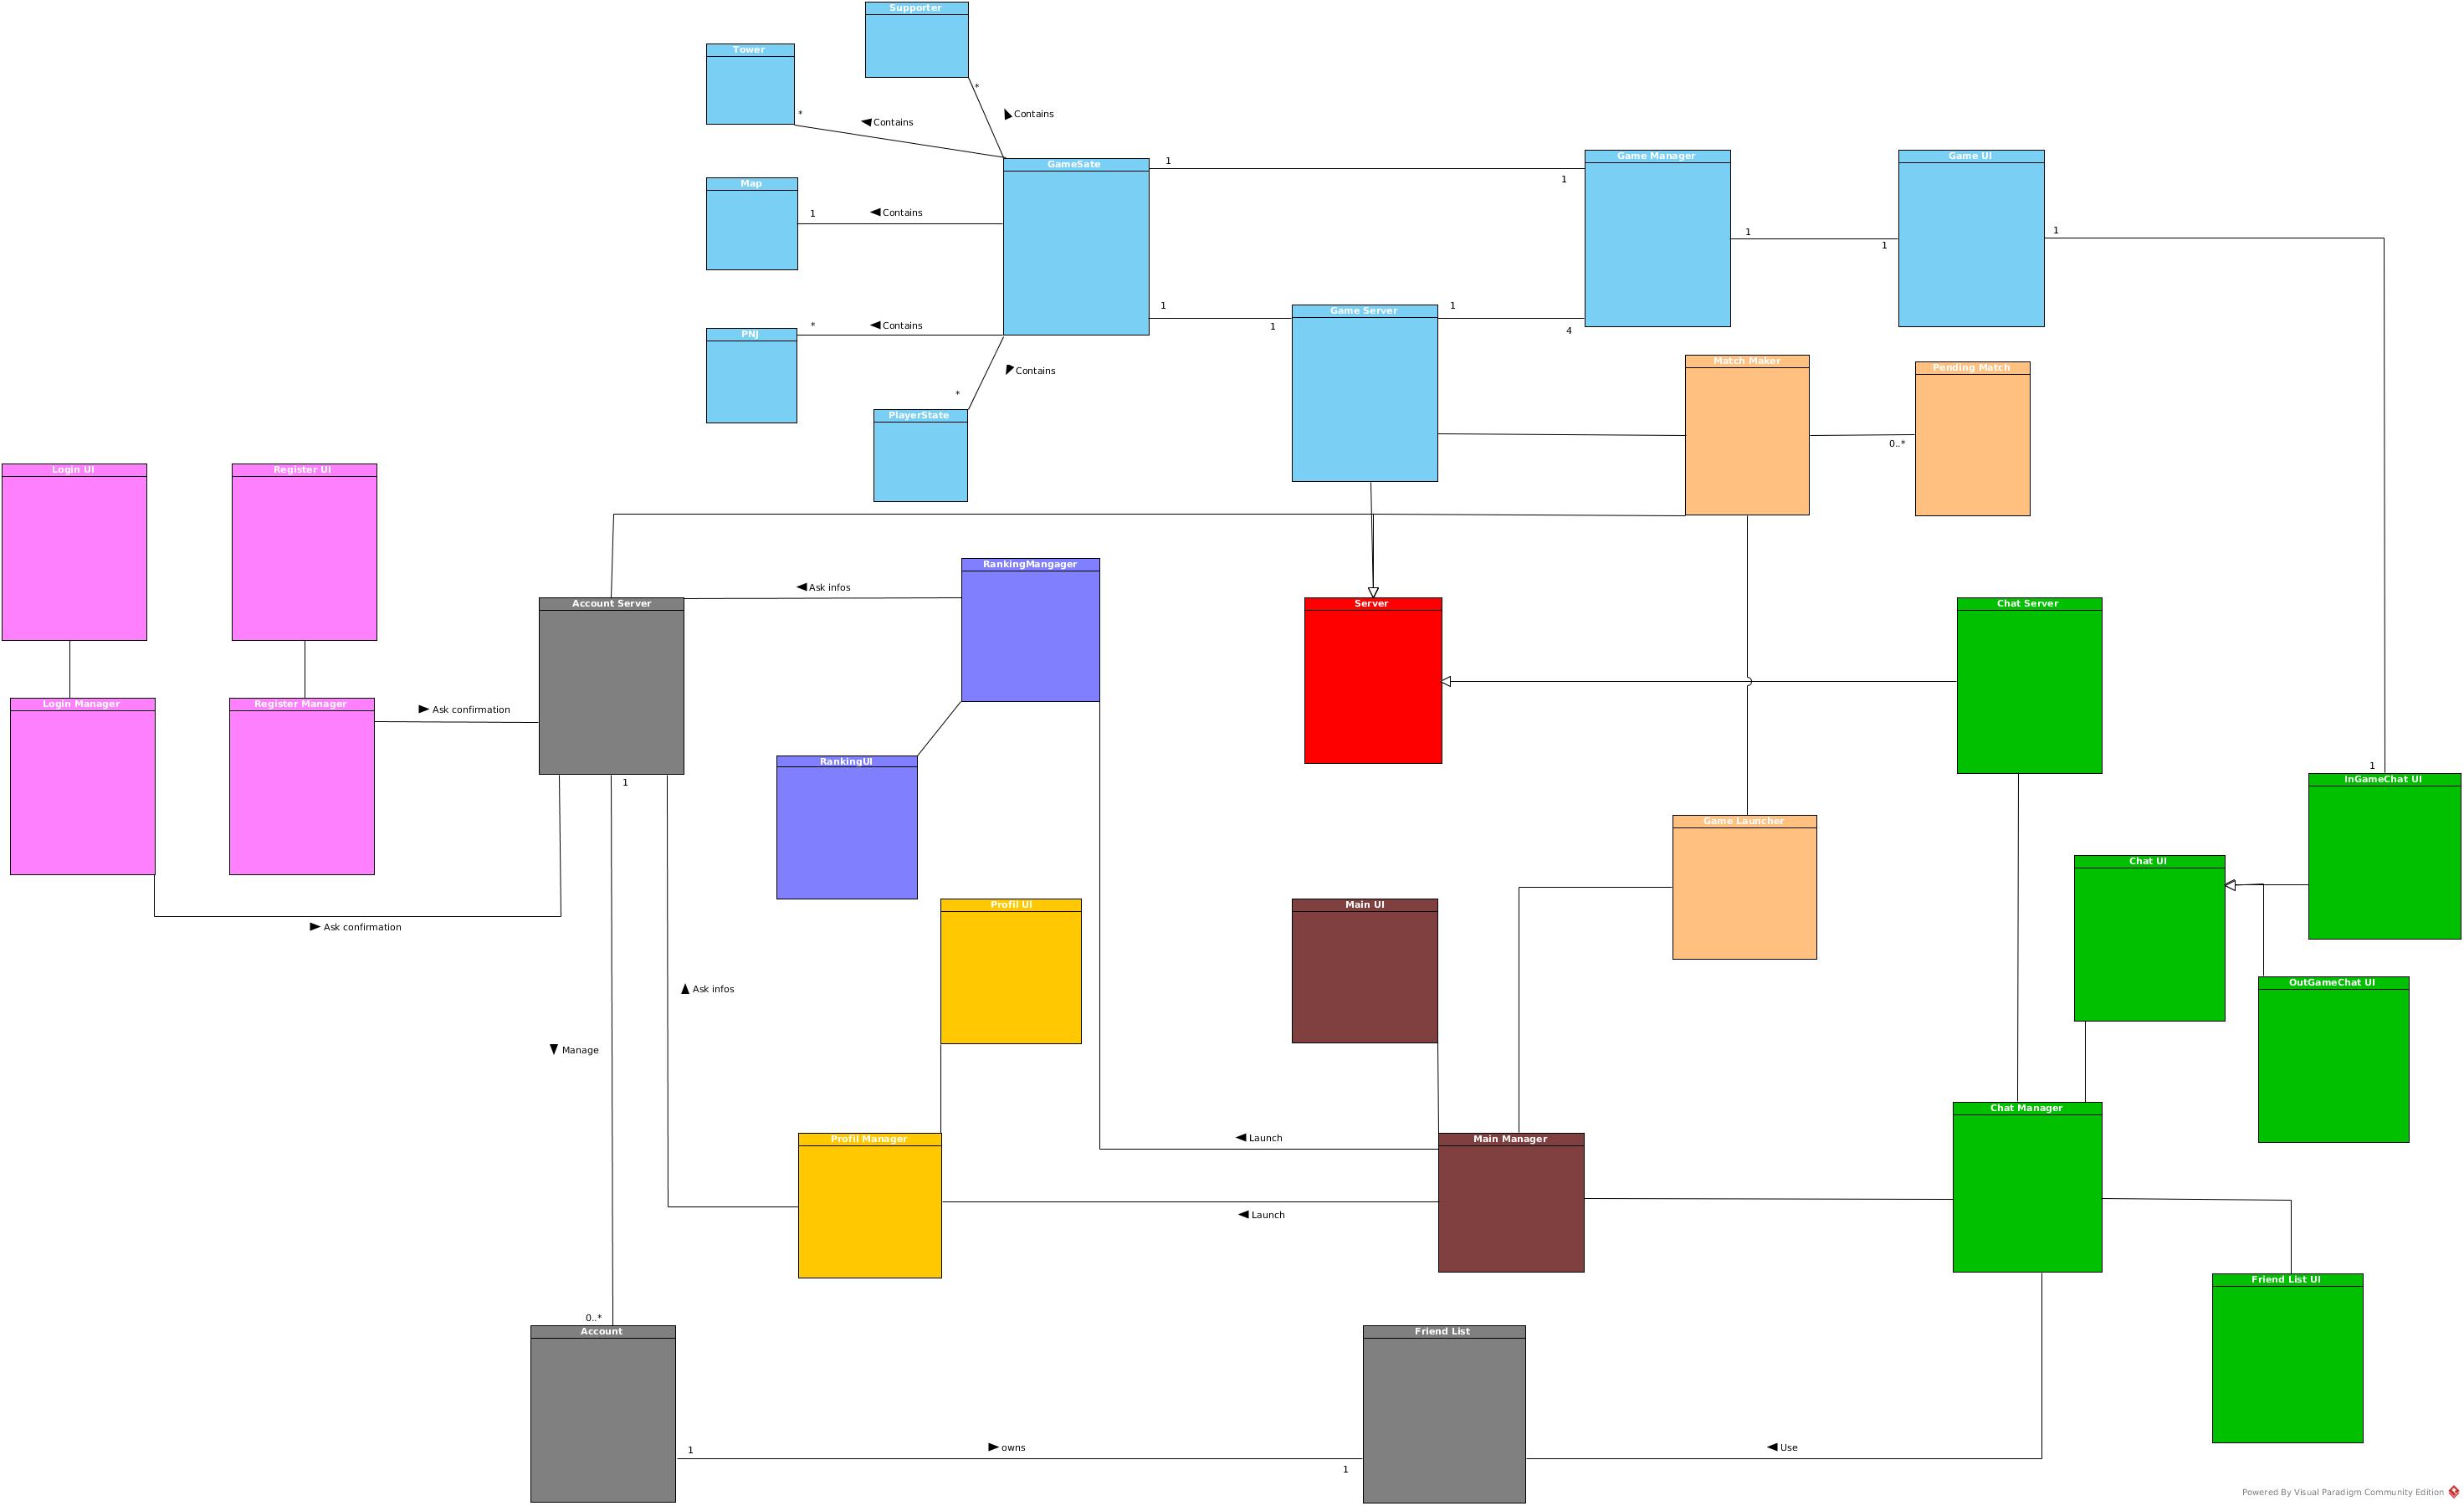 Supporter
Tower
*
*
◄ Contains
▲ Contains
GameSate
1
Game Manager
Game UI
Map
1
1
◄ Contains
1
1
1
PNJ
*
◄ Contains
1
1
Game Server
1
4
▼ Contains
*
PlayerState
Match Maker
Pending Match
0..*
Login UI
Register UI
RankingMangager
◄ Ask infos
Account Server
Server
Chat Server
Login Manager
Register Manager
► Ask confirmation
RankingUI
1
1
InGameChat UI
Game Launcher
Chat UI
► Ask confirmation
Profil UI
Main UI
▲ Ask infos
OutGameChat UI
▼ Manage
Chat Manager
Profil Manager
◄ Launch
Main Manager
◄ Launch
Friend List UI
0..*
Account
Friend List
1
► owns
1
◄ Use
Powered By Visual Paradigm Community Edition